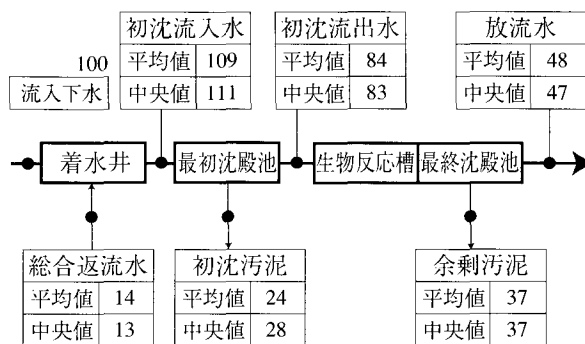 100
流入下水
初沈流入水
平均値 109
中央値 111
初沈流出水
平均値 84
中央値 83
放流水
平均値 48
中央値 47
着水井 最初沈殿池 生物反応槽 最終沈殿池
総合返流水
平均値 14
中央値 13
初沈汚泥
平均値 24
中央値 28
余剰汚泥
平均値 37
中央値 37